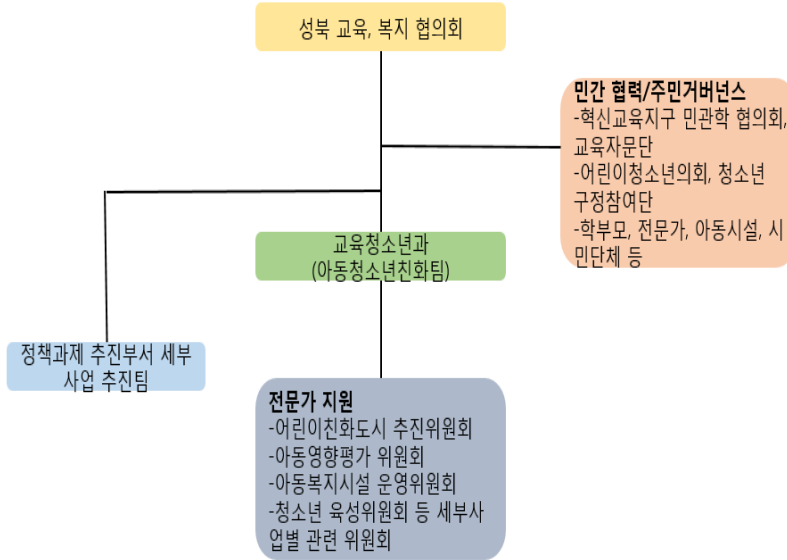 성북 교육, 복지 협의회
민간 협력/주민거버넌스
-혁신교육지구 민관학 협의회,
교육자문단
-어린이청소년의회, 청소년
구정참여단
-학부모, 전문가, 아동시설, 시
민단체 등
교육청소년과
(아동청소년친화팀)
정책과제 추진부서 세부
사업 추진팀
전문가 지원
-어린이친화도시 추진위원회
-아동영향평가 위원회
-아동복지시설 운영위원회
-청소년 육성위원회 등 세부사
업별 관련 위원회